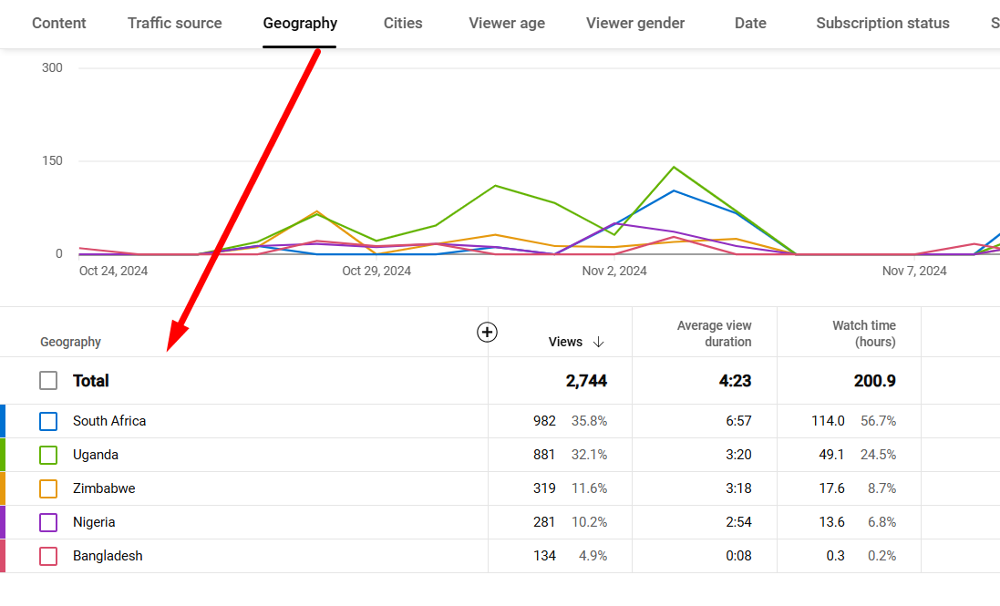 Content Traffic source Geography Cities Viewer age Viewer gender Date Subscription status S
300
150
0
Oct 24, 2024 Oct 29, 2024 Nov 2, 2024 Nov 7, 2024
Geography Views Average view duration Watch time (hours)
Total 2,744 4:23 200.9
South Africa 982 35.8% 6:57 114.0 56.7%
Uganda 881 32.1% 3:20 49.1 24.5%
Zimbabwe 319 11.6% 3:18 17.6 8.7%
Nigeria 281 10.2% 2:54 13.6 6.8%
Bangladesh 134 4.9% 0:08 0.3 0.2%